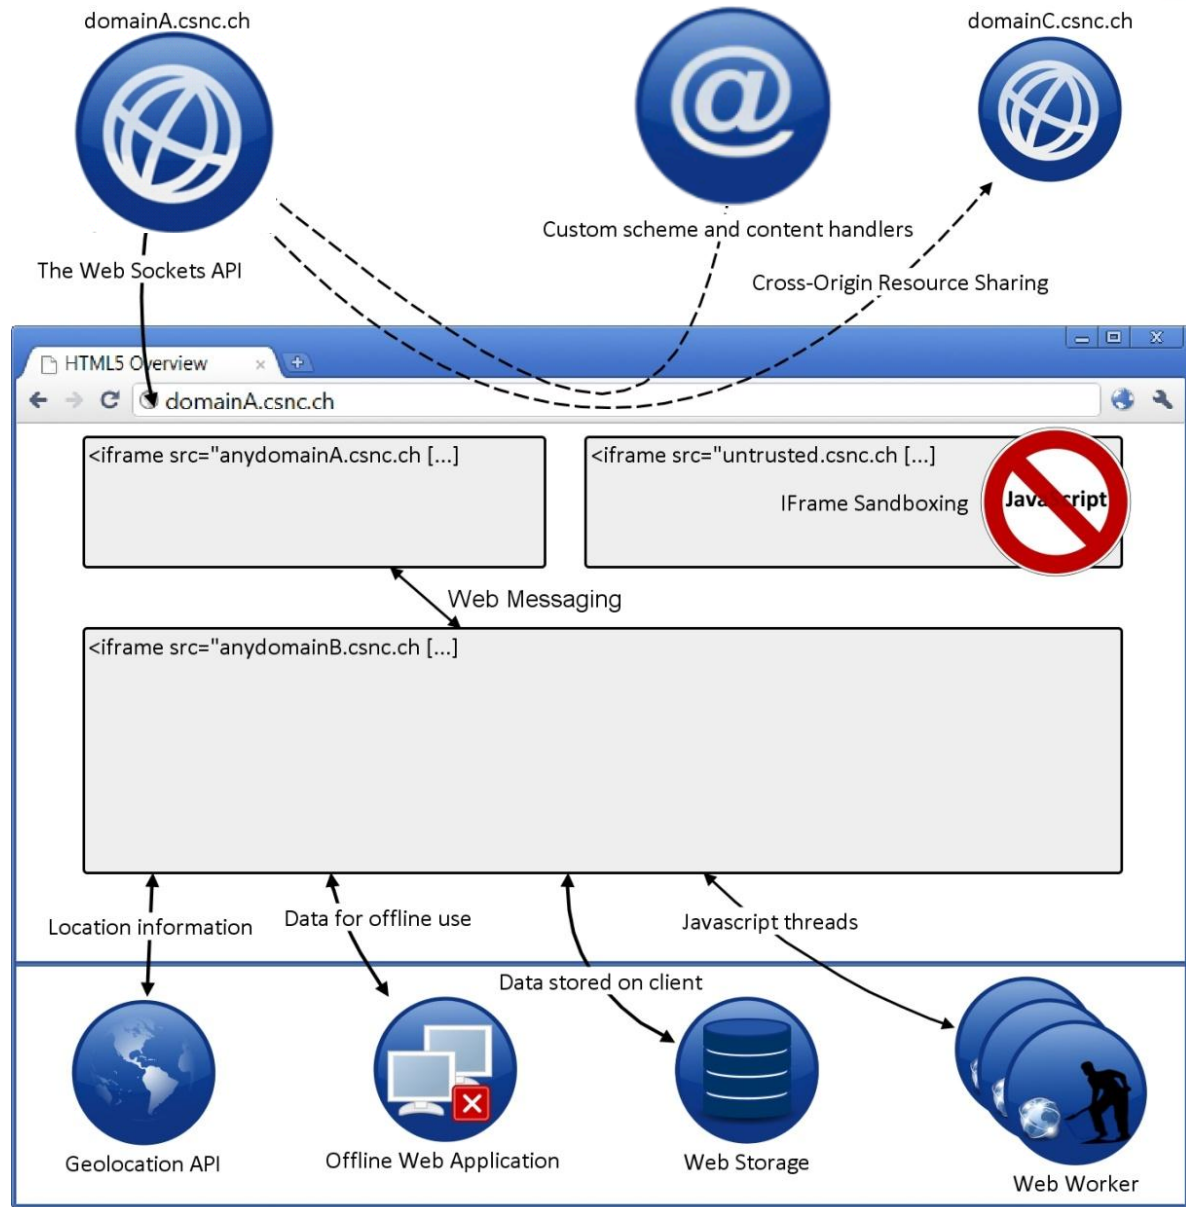 domainA.csnc.ch
domainC.csnc.ch
@
Custom scheme and content handlers
The Web Sockets API
Cross-Origin Resource Sharing
HTML5 Overview
domainA.csnc.ch
<iframe src="anydomainA.csnc.ch [...]
<iframe src="untrusted.csnc.ch [...]
IFrame Sandboxing
JavaScript
Web Messaging
<iframe src="anydomainB.csnc.ch [...]
Location information
Data for offline use
Javascript threads
Data stored on client
Geolocation API
Offline Web Application
Web Storage
Web Worker